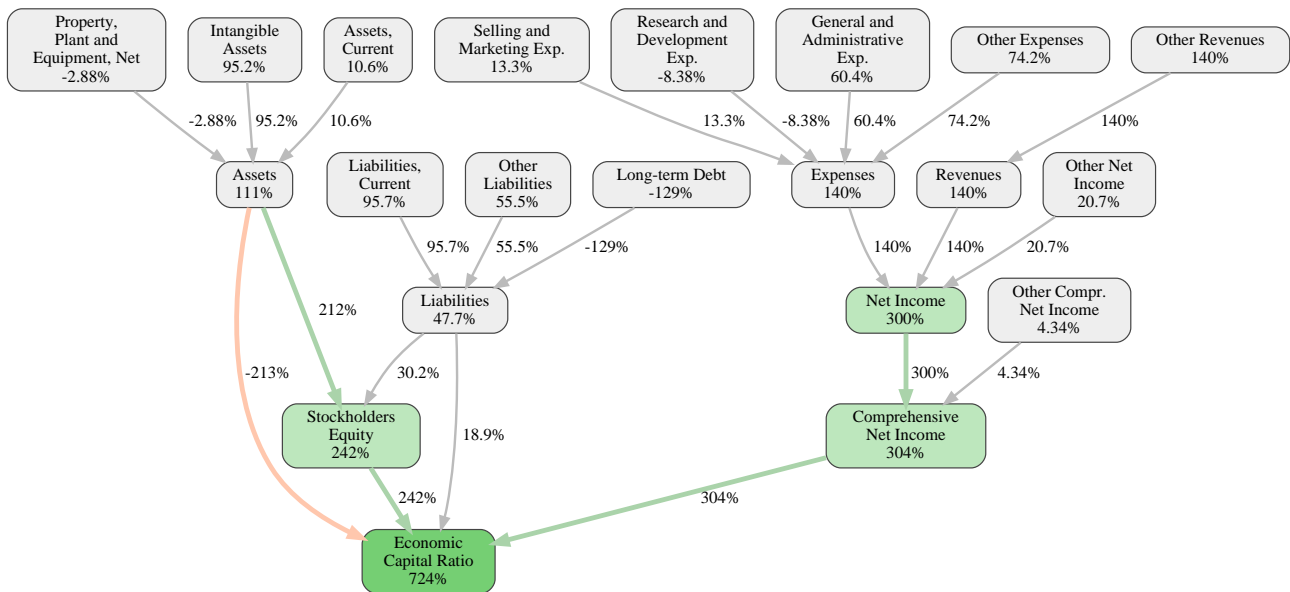 Property,
Plant and
Equipment, Net
-2.88%
Intangible
Assets
95.2%
Assets,
Current
10.6%
Selling and
Marketing Exp.
13.3%
Research and
Development
Exp.
-8.38%
General and
Administrative
Exp.
60.4%
Other Expenses
74.2%
Other Revenues
140%
-2.88%
95.2%
10.6%
13.3%
-8.38%
60.4%
74.2%
140%
Assets
111%
Liabilities,
Current
95.7%
Other
Liabilities
55.5%
Long-term Debt
-129%
Expenses
140%
Revenues
140%
Other Net
Income
20.7%
95.7%
55.5%
-129%
140%
140%
20.7%
212%
Liabilities
47.7%
Net Income
300%
Other Compr.
Net Income
4.34%
-213%
30.2%
300%
4.34%
Stockholders
Equity
242%
18.9%
Comprehensive
Net Income
304%
242%
304%
Economic
Capital Ratio
724%